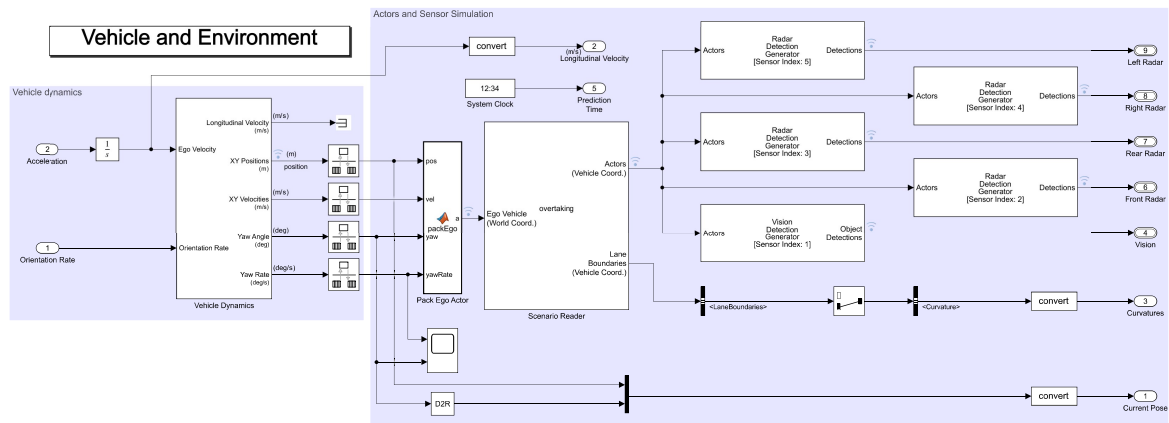 Actors and Sensor Simulation
Vehicle and Environment
Vehicle dynamics
2
Acceleration
1
s
1
Orientation Rate
Ego Velocity
Orientation Rate
Longitudinal Velocity
(m/s)
XY Positions
(m)
XY Velocities
(m/s)
Yaw Angle
(deg)
Yaw Rate
(deg/s)
Vehicle Dynamics
(m/s)
(m)
position
(m/s)
(deg)
(deg/s)
convert
(m/s)
2
Longitudinal Velocity
12:34
System Clock
5
Prediction
Time
pos
vel
yaw
yawRate
packEgo
a
Pack Ego Actor
Ego Vehicle
(World Coord.)
overtaking
Actors
(Vehicle Coord.)
Lane
Boundaries
(Vehicle Coord.)
Scenario Reader
Actors
Radar
Detection
Generator
[Sensor Index: 5]
Detections
9
Left Radar
Actors
Radar
Detection
Generator
[Sensor Index: 4]
Detections
8
Right Radar
Actors
Radar
Detection
Generator
[Sensor Index: 3]
Detections
7
Rear Radar
Actors
Radar
Detection
Generator
[Sensor Index: 2]
Detections
6
Front Radar
Actors
Vision
Detection
Generator
[Sensor Index: 1]
Object
Detections
4
Vision
<LaneBoundaries>
<Curvature>
convert
3
Curvatures
D2R
convert
1
Current Pose